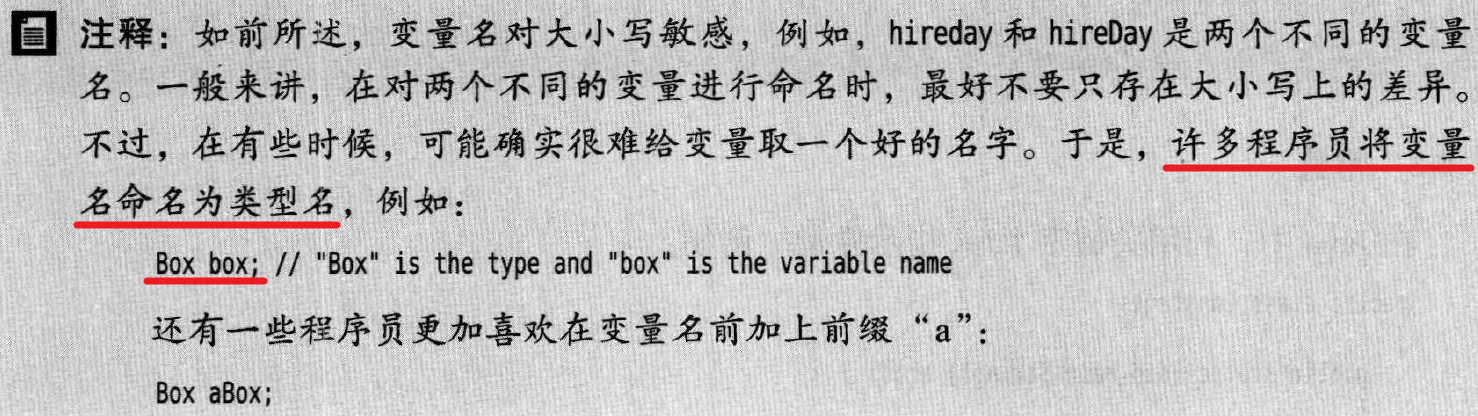 注释：如前所述，变量名对大小写敏感，例如，hireday 和 hireDay 是两个不同的变量
名。一般来讲，在对两个不同的变量进行命名时，最好不要只存在大小写上的差异。
不过，在有些时候，可能确实很难给变量取一个好的名字。于是，许多程序员将变量
名命名为类型名，例如：
Box box; // "Box" is the type and "box" is the variable name
还有一些程序员更加喜欢在变量名前加上前缀“a”：
Box aBox;